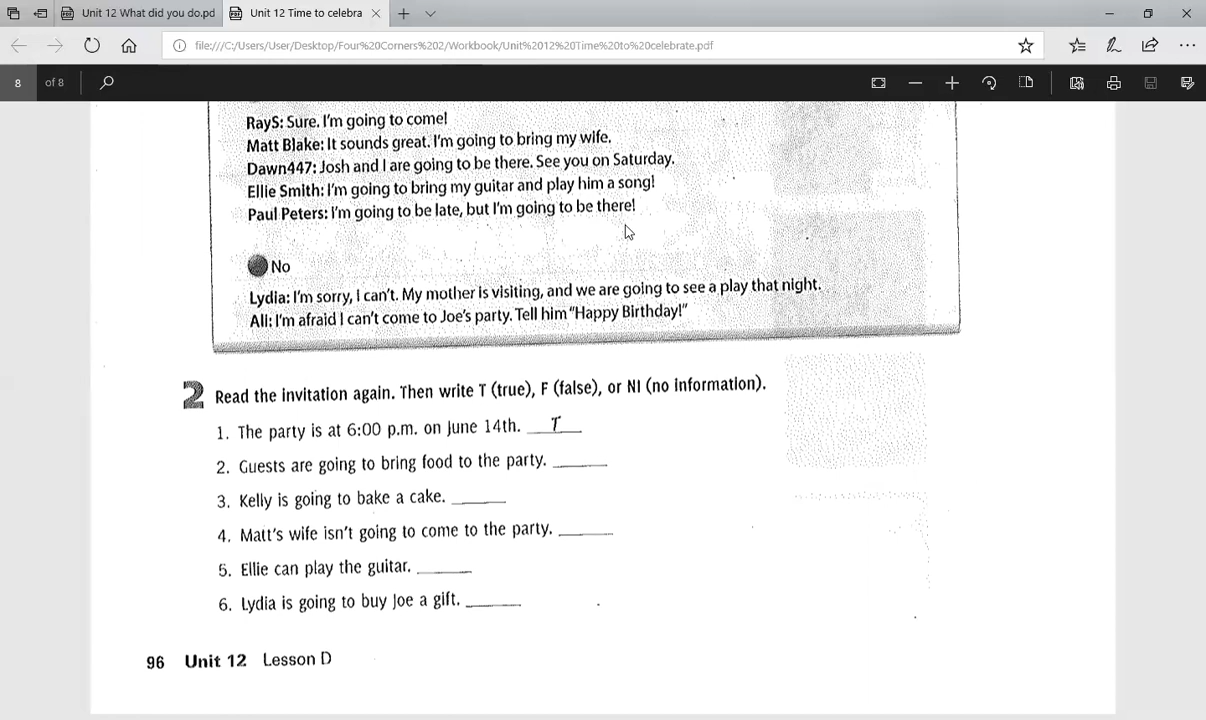 Unit 12 What did you do.pd
Unit 12 Time to celebra
file:///C:/Users/User/Desktop/Four%20Corners%202/Workbook/Unit%2012%20Time%20to%20celebrate.pdf
8 of 8
RayS: Sure. I'm going to come!
Matt Blake: It sounds great. I'm going to bring my wife.
Dawn447: Josh and I are going to be there. See you on Saturday.
Ellie Smith: I'm going to bring my guitar and play him a song!
Paul Peters: I'm going to be late, but I'm going to be there!
No
Lydia: I'm sorry, I can't. My mother is visiting, and we are going to see a play that night.
Ali: I'm afraid I can't come to Joe's party. Tell him "Happy Birthday!"
2 Read the invitation again. Then write T (true), F (false), or NI (no information).
1. The party is at 6:00 p.m. on June 14th. __T__
2. Guests are going to bring food to the party. ______
3. Kelly is going to bake a cake. ______
4. Matt's wife isn't going to come to the party. ______
5. Ellie can play the guitar. ______
6. Lydia is going to buy Joe a gift. ______
96 Unit 12 Lesson D